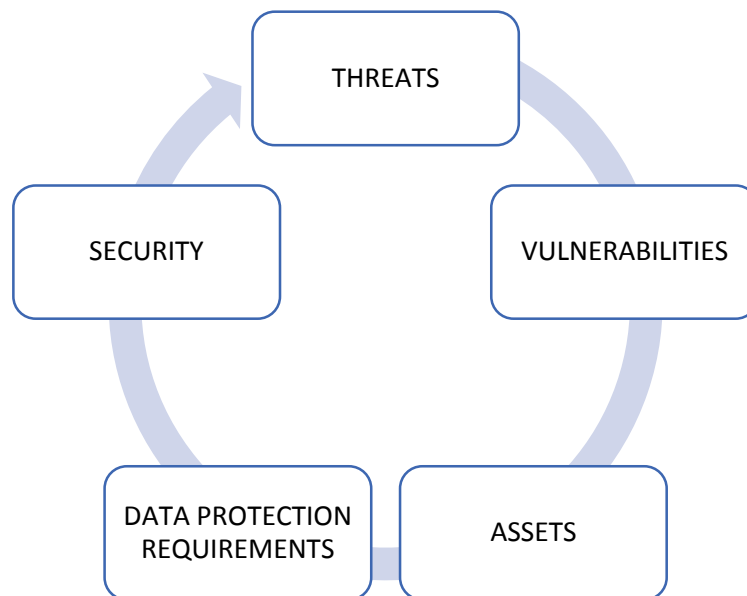 THREATS
VULNERABILITIES
ASSETS
DATA PROTECTION
REQUIREMENTS
SECURITY